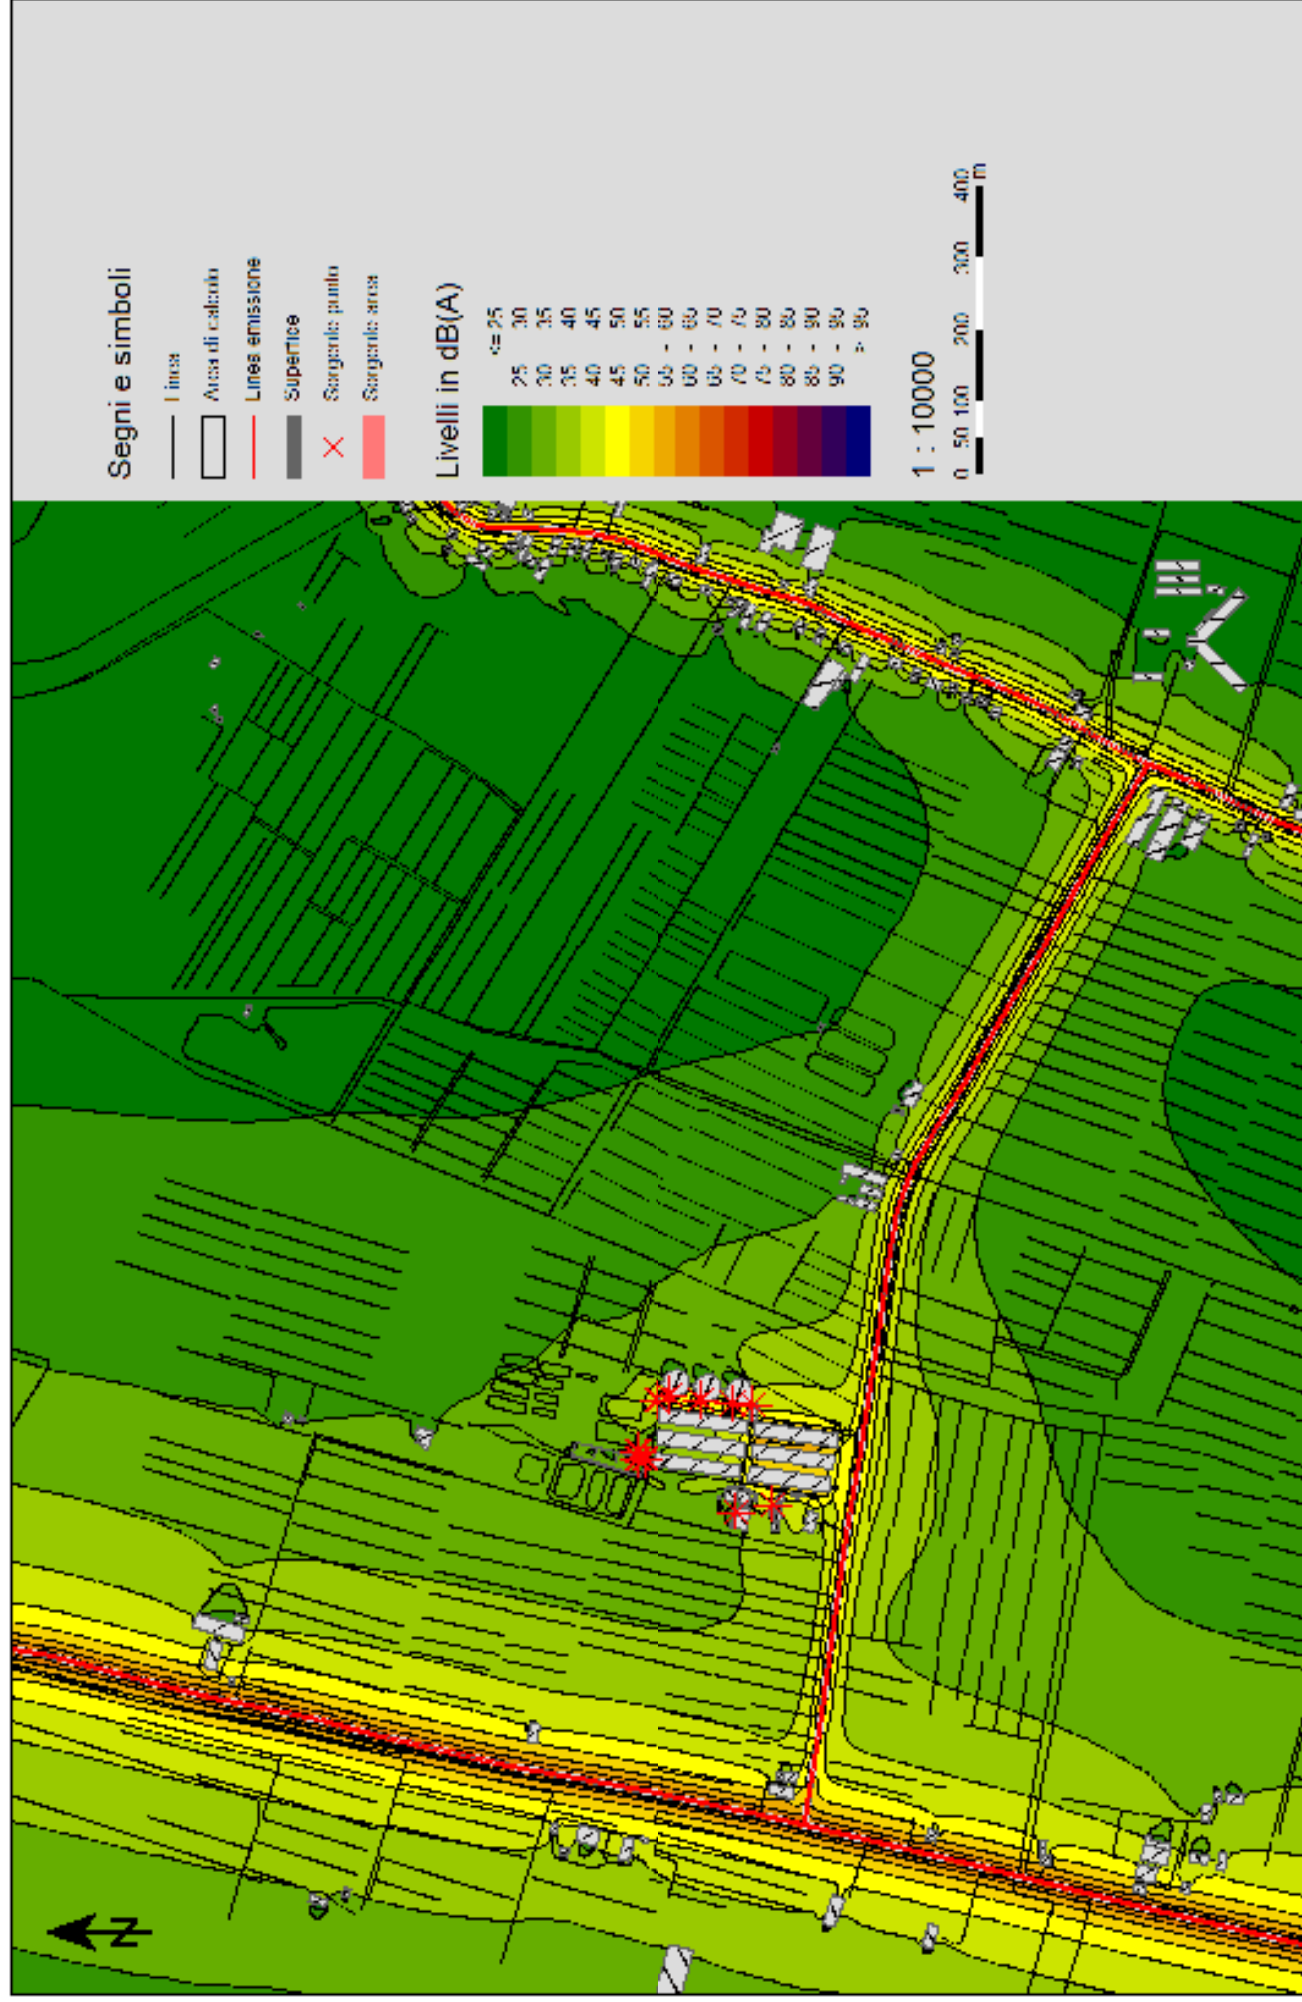 Segni e simboli
Linea
Area di calcolo
Linea emissione
Superfice
Sorgente punto
Sorgente area
Livelli in dB(A)
<= 25
25 30
30 35
35 40
40 45
45 50
50 55
55 - 60
60 - 65
65 - 70
70 - 75
75 - 80
80 - 85
85 - 90
90 - 95
> 95
1 : 10000
0 50 100 200 300 400
m
N